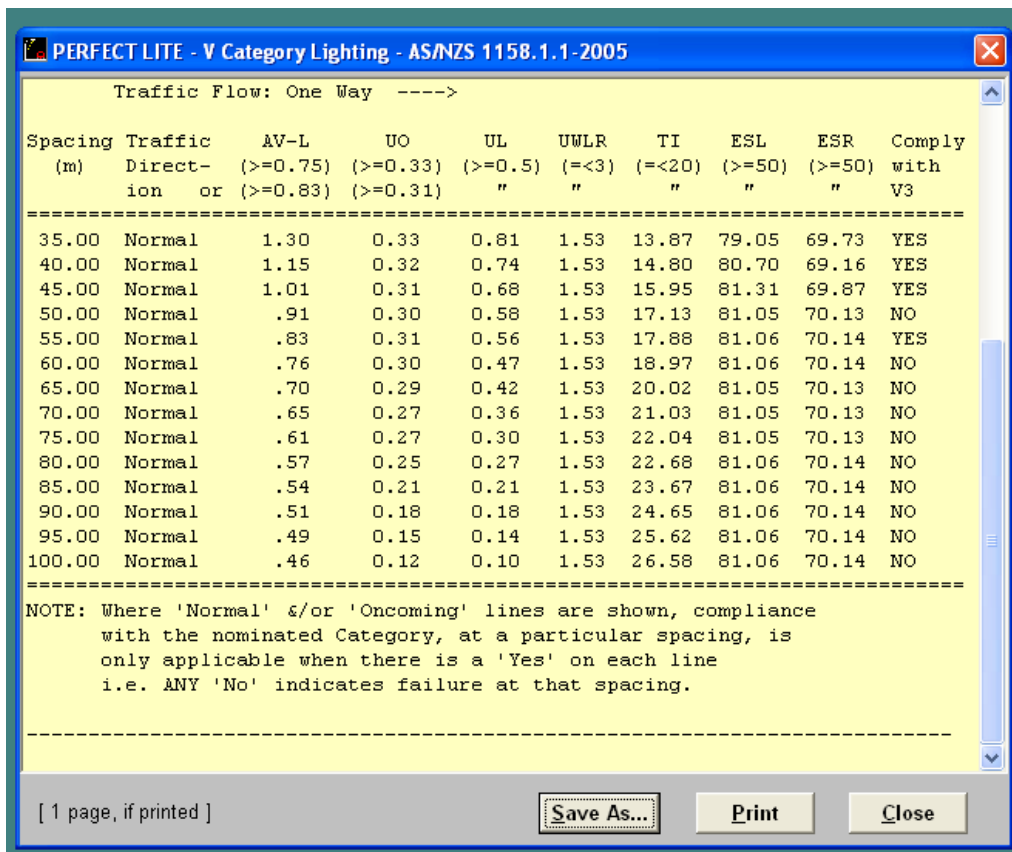 PERFECT LITE - V Category Lighting - AS/NZS 1158.1.1-2005
Traffic Flow: One Way ---->
Spacing Traffic AV-L UO UL UWLR TI ESL ESR Comply
(m) Direct- (>=0.75) (>=0.33) (>=0.5) (=<3) (=<20) (>=50) (>=50) with
ion or (>=0.83) (>=0.31) " " " " " V3
============================================================================
35.00 Normal 1.30 0.33 0.81 1.53 13.87 79.05 69.73 YES
40.00 Normal 1.15 0.32 0.74 1.53 14.80 80.70 69.16 YES
45.00 Normal 1.01 0.31 0.68 1.53 15.95 81.31 69.87 YES
50.00 Normal .91 0.30 0.58 1.53 17.13 81.05 70.13 NO
55.00 Normal .83 0.31 0.56 1.53 17.88 81.06 70.14 YES
60.00 Normal .76 0.30 0.47 1.53 18.97 81.06 70.14 NO
65.00 Normal .70 0.29 0.42 1.53 20.02 81.05 70.13 NO
70.00 Normal .65 0.27 0.36 1.53 21.03 81.05 70.13 NO
75.00 Normal .61 0.27 0.30 1.53 22.04 81.05 70.13 NO
80.00 Normal .57 0.25 0.27 1.53 22.68 81.06 70.14 NO
85.00 Normal .54 0.21 0.21 1.53 23.67 81.06 70.14 NO
90.00 Normal .51 0.18 0.18 1.53 24.65 81.06 70.14 NO
95.00 Normal .49 0.15 0.14 1.53 25.62 81.06 70.14 NO
100.00 Normal .46 0.12 0.10 1.53 26.58 81.06 70.14 NO
============================================================================
NOTE: Where 'Normal' &/or 'Oncoming' lines are shown, compliance
with the nominated Category, at a particular spacing, is
only applicable when there is a 'Yes' on each line
i.e. ANY 'No' indicates failure at that spacing.
---------------------------------------------------------------------------
[ 1 page, if printed ] Save As... Print Close